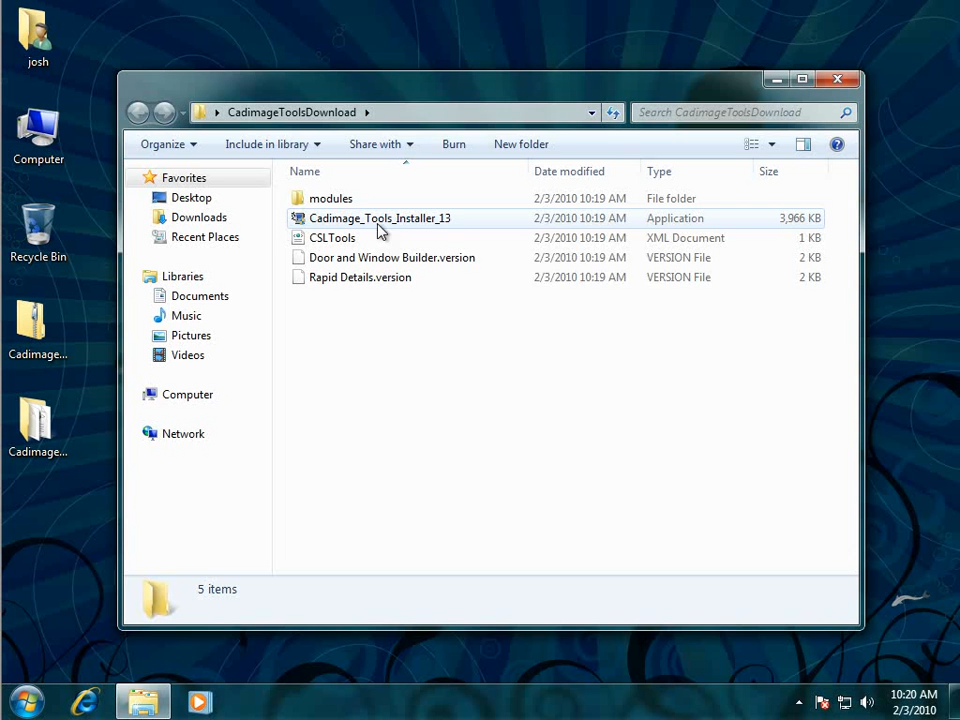 josh
Computer
Recycle Bin
Cadimage...
Cadimage...
CadimageToolsDownload
Search CadimageToolsDownload
Organize Include in library Share with Burn New folder
Name Date modified Type Size
Favorites
Desktop
Downloads
Recent Places
Libraries
Documents
Music
Pictures
Videos
Computer
Network
modules 2/3/2010 10:19 AM File folder
Cadimage_Tools_Installer_13 2/3/2010 10:19 AM Application 3,966 KB
CSLTools 2/3/2010 10:19 AM XML Document 1 KB
Door and Window Builder.version 2/3/2010 10:19 AM VERSION File 2 KB
Rapid Details.version 2/3/2010 10:19 AM VERSION File 2 KB
5 items
10:20 AM
2/3/2010